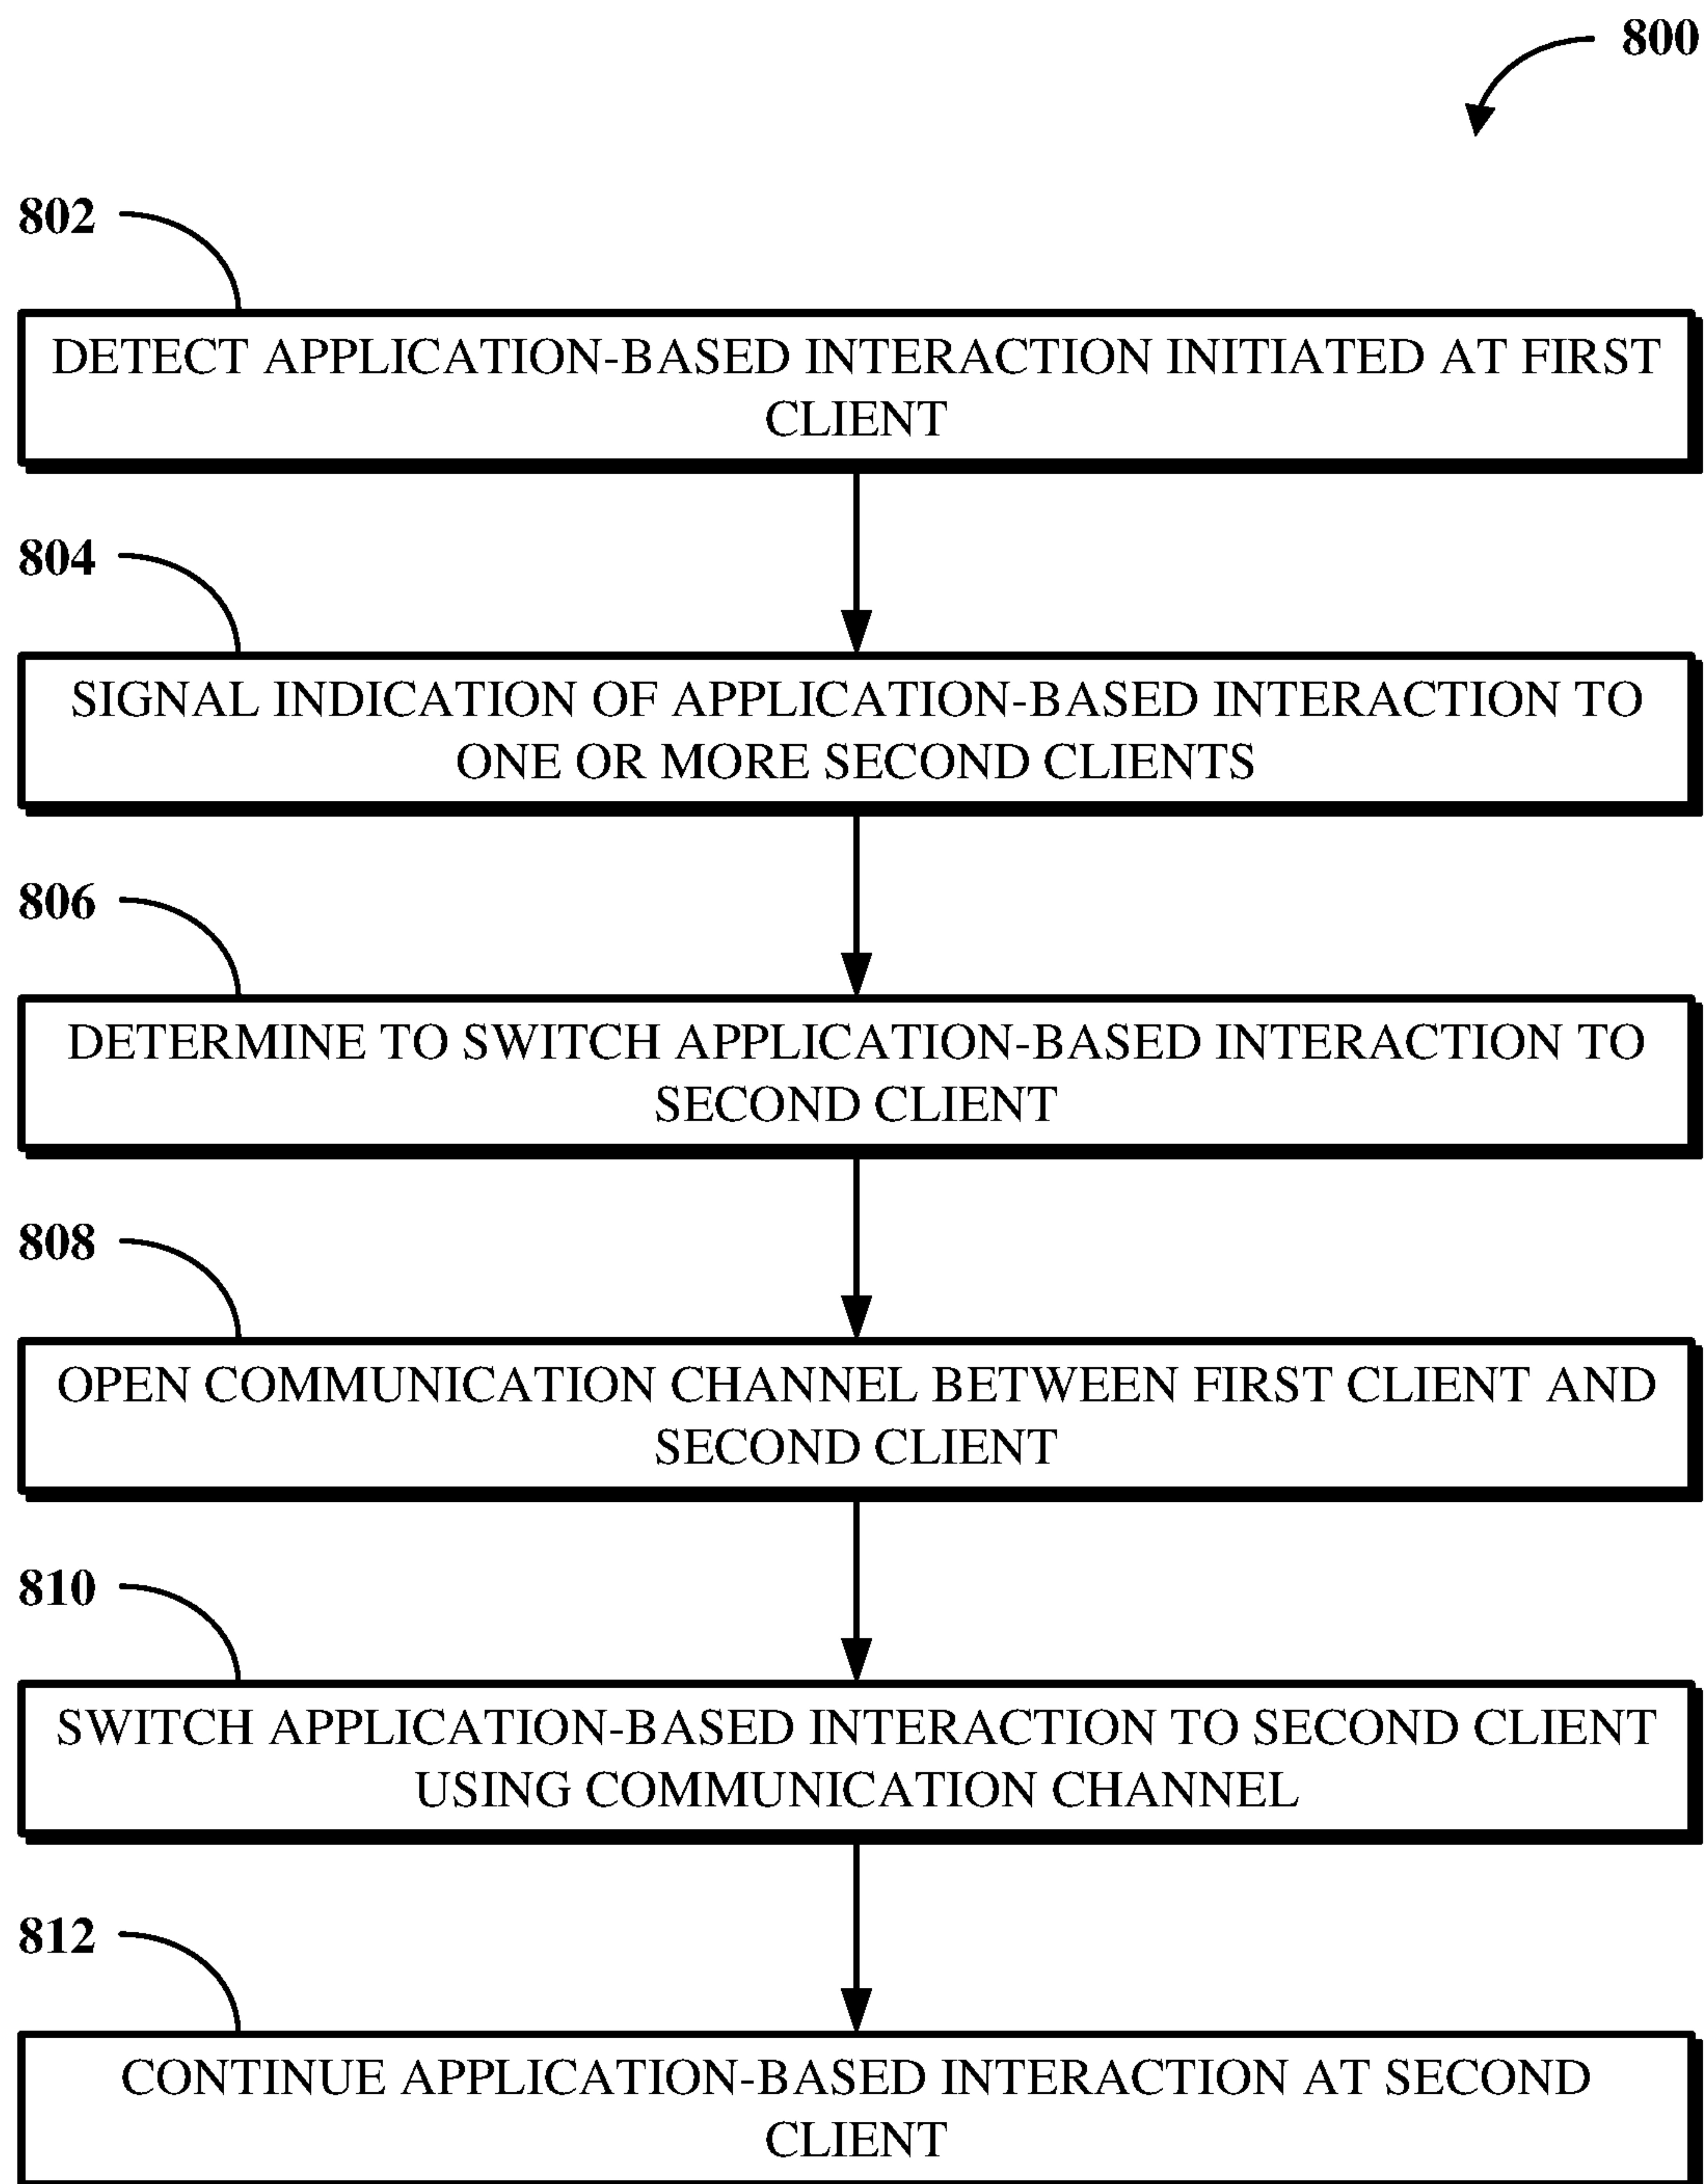 800
802
DETECT APPLICATION-BASED INTERACTION INITIATED AT FIRST
CLIENT
804
SIGNAL INDICATION OF APPLICATION-BASED INTERACTION TO
ONE OR MORE SECOND CLIENTS
806
DETERMINE TO SWITCH APPLICATION-BASED INTERACTION TO
SECOND CLIENT
808
OPEN COMMUNICATION CHANNEL BETWEEN FIRST CLIENT AND
SECOND CLIENT
810
SWITCH APPLICATION-BASED INTERACTION TO SECOND CLIENT
USING COMMUNICATION CHANNEL
812
CONTINUE APPLICATION-BASED INTERACTION AT SECOND
CLIENT